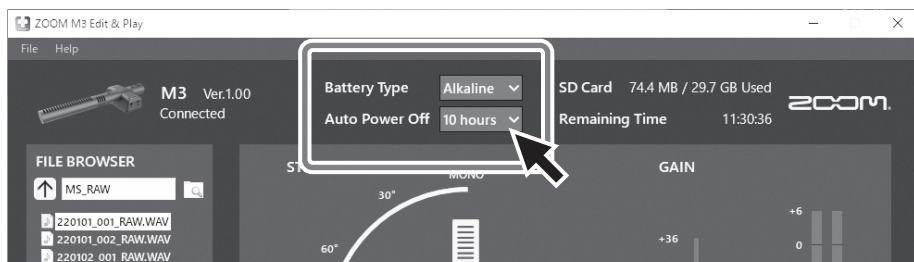 ZOOM M3 Edit & Play
File Help
M3 Ver.1.00
Connected
Battery Type Alkaline
Auto Power Off 10 hours
SD Card 74.4 MB / 29.7 GB Used
Remaining Time 11:30:36
ZOOM
FILE BROWSER
MS_RAW
220101_001_RAW.WAV
220101_002_RAW.WAV
220102_001_RAW.WAV
MONO
30°
60°
GAIN
+36
+6
0